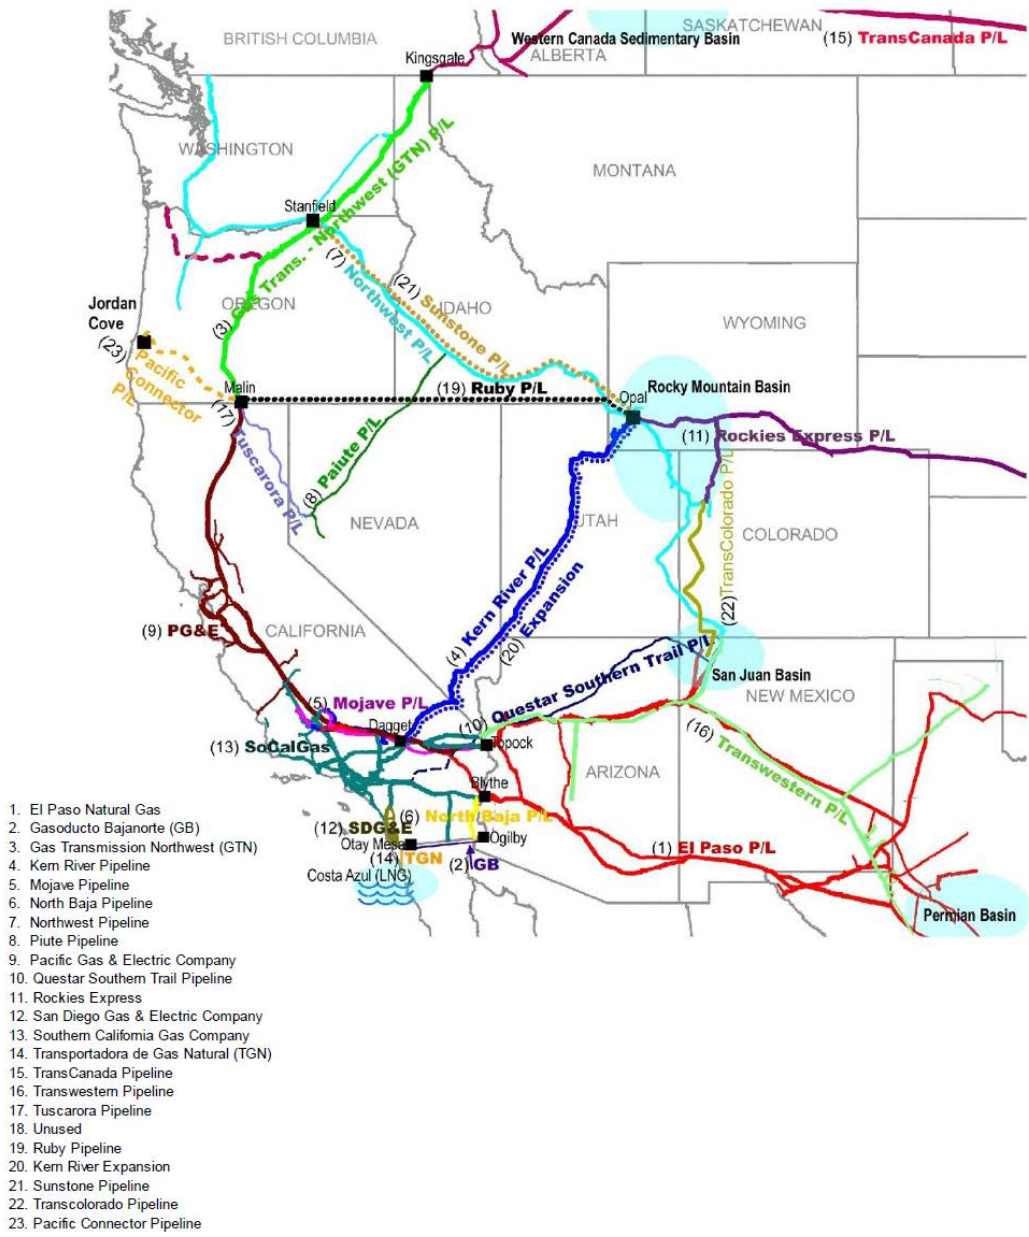 SASKATCHEWAN
BRITISH COLUMBIA
Western Canada Sedimentary Basin
(15) TransCanada P/L
ALBERTA
Kingsgate
WASHINGTON
MONTANA
Stanfield
(3) Gas Trans. - Northwest (GTN) P/L
(7) Northwest P/L
(21) Sunstone P/L
OREGON
IDAHO
WYOMING
Jordan
Cove
(23)
Pacific
Connector
P/L
Malin
(19) Ruby P/L
Rocky Mountain Basin
Opal
(17)
Tuscarora P/L
(8) Paiute P/L
(11) Rockies Express P/L
NEVADA
UTAH
COLORADO
(22) TransColorado P/L
(4) Kern River P/L
(20) Expansion
(9) PG&E
CALIFORNIA
San Juan Basin
NEW MEXICO
(5) Mojave P/L
(10) Questar Southern Trail P/L
Dagget
(13) SoCalGas
Topock
(16) Transwestern P/L
ARIZONA
Blythe
(6) North Baja P/L
(12) SDG&E
Otay Mesa
Ogilby
(14) TGN
(2) GB
(1) El Paso P/L
Costa Azul (LNG)
Permian Basin
1. El Paso Natural Gas
2. Gasoducto Bajanorte (GB)
3. Gas Transmission Northwest (GTN)
4. Kern River Pipeline
5. Mojave Pipeline
6. North Baja Pipeline
7. Northwest Pipeline
8. Piute Pipeline
9. Pacific Gas & Electric Company
10. Questar Southern Trail Pipeline
11. Rockies Express
12. San Diego Gas & Electric Company
13. Southern California Gas Company
14. Transportadora de Gas Natural (TGN)
15. TransCanada Pipeline
16. Transwestern Pipeline
17. Tuscarora Pipeline
18. Unused
19. Ruby Pipeline
20. Kern River Expansion
21. Sunstone Pipeline
22. Transcolorado Pipeline
23. Pacific Connector Pipeline